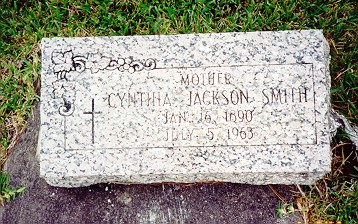 MOTHER
CYNTHIA JACKSON SMITH
JAN. 16, 1890
JULY 5, 1963